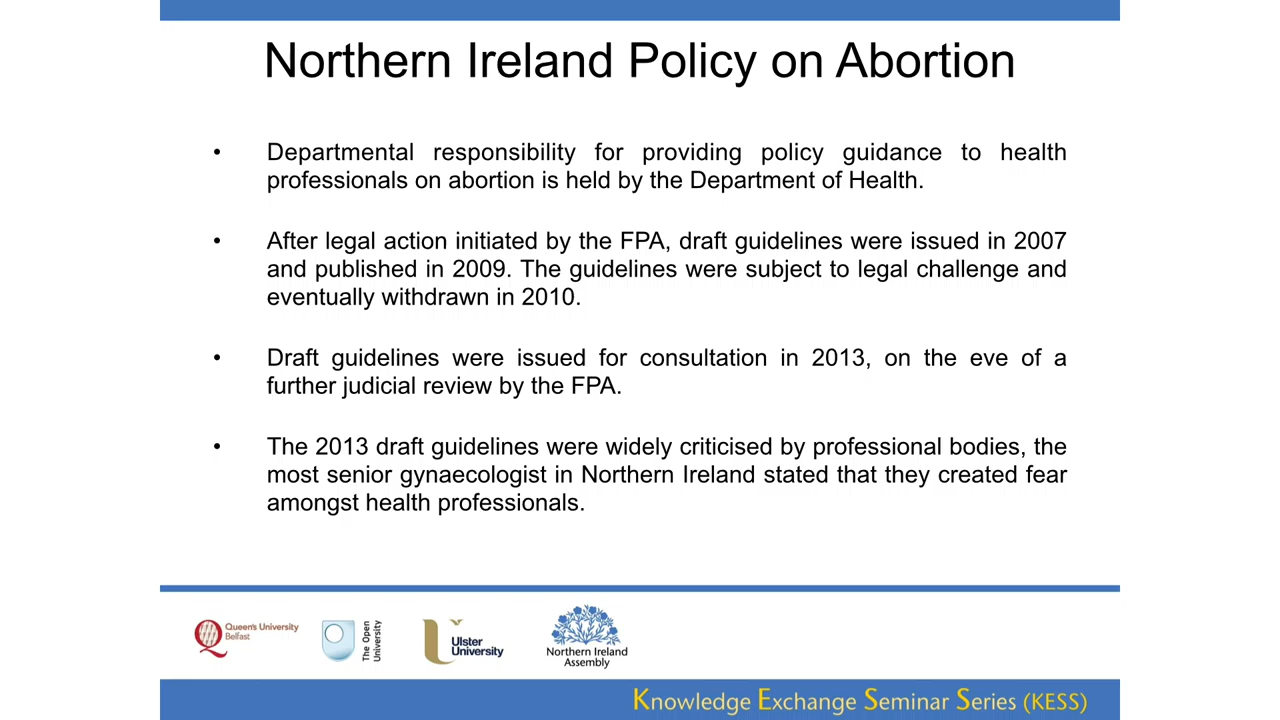 Northern Ireland Policy on Abortion
• Departmental responsibility for providing policy guidance to health
professionals on abortion is held by the Department of Health.
• After legal action initiated by the FPA, draft guidelines were issued in 2007
and published in 2009. The guidelines were subject to legal challenge and
eventually withdrawn in 2010.
• Draft guidelines were issued for consultation in 2013, on the eve of a
further judicial review by the FPA.
• The 2013 draft guidelines were widely criticised by professional bodies, the
most senior gynaecologist in Northern Ireland stated that they created fear
amongst health professionals.
Queen's University
Belfast
The Open
University
Ulster
University
Northern Ireland
Assembly
Knowledge Exchange Seminar Series (KESS)